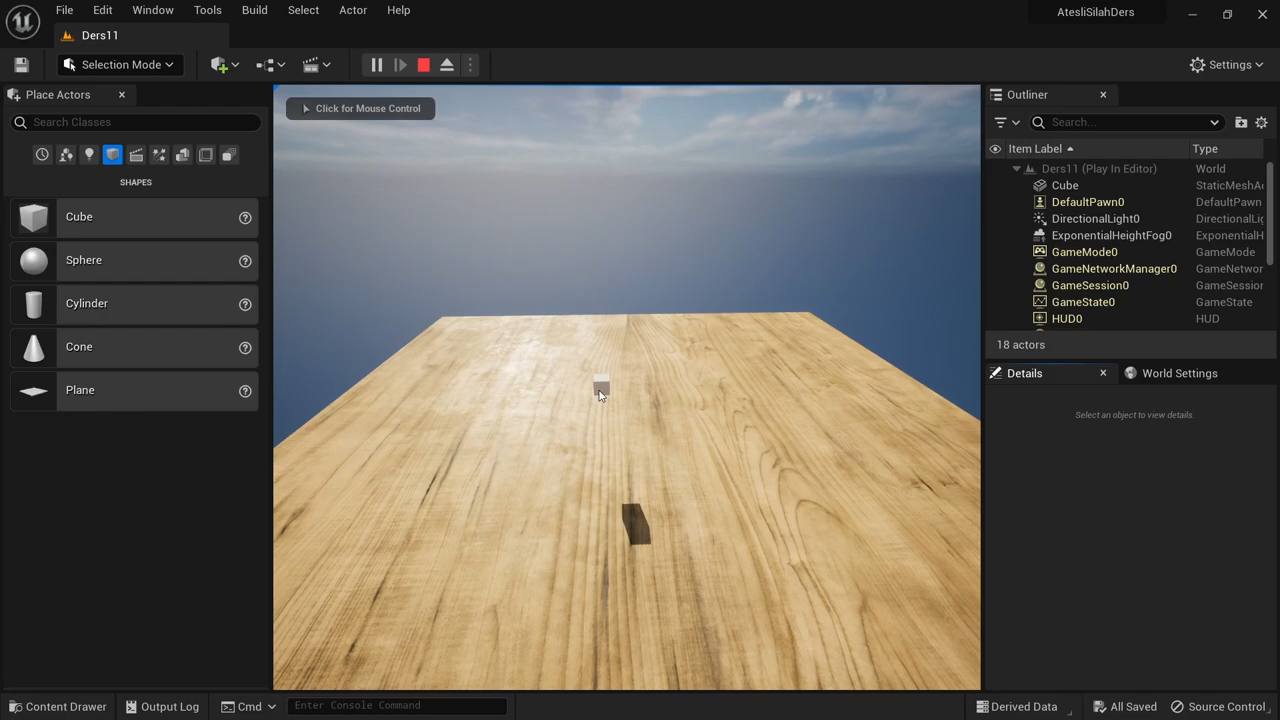 File Edit Window Tools Build Select Actor Help
AtesliSilahDers
Ders11
Selection Mode
Settings
Place Actors
Search Classes
SHAPES
Cube
Sphere
Cylinder
Cone
Plane
Click for Mouse Control
Outliner
Search...
Item Label Type
Ders11 (Play In Editor) World
Cube StaticMeshA
DefaultPawn0 DefaultPawn
DirectionalLight0 DirectionalLig
ExponentialHeightFog0 ExponentialH
GameMode0 GameMode
GameNetworkManager0 GameNetwor
GameSession0 GameSession
GameState0 GameState
HUD0 HUD
18 actors
Details World Settings
Select an object to view details.
Content Drawer Output Log Cmd Enter Console Command Derived Data All Saved Source Control